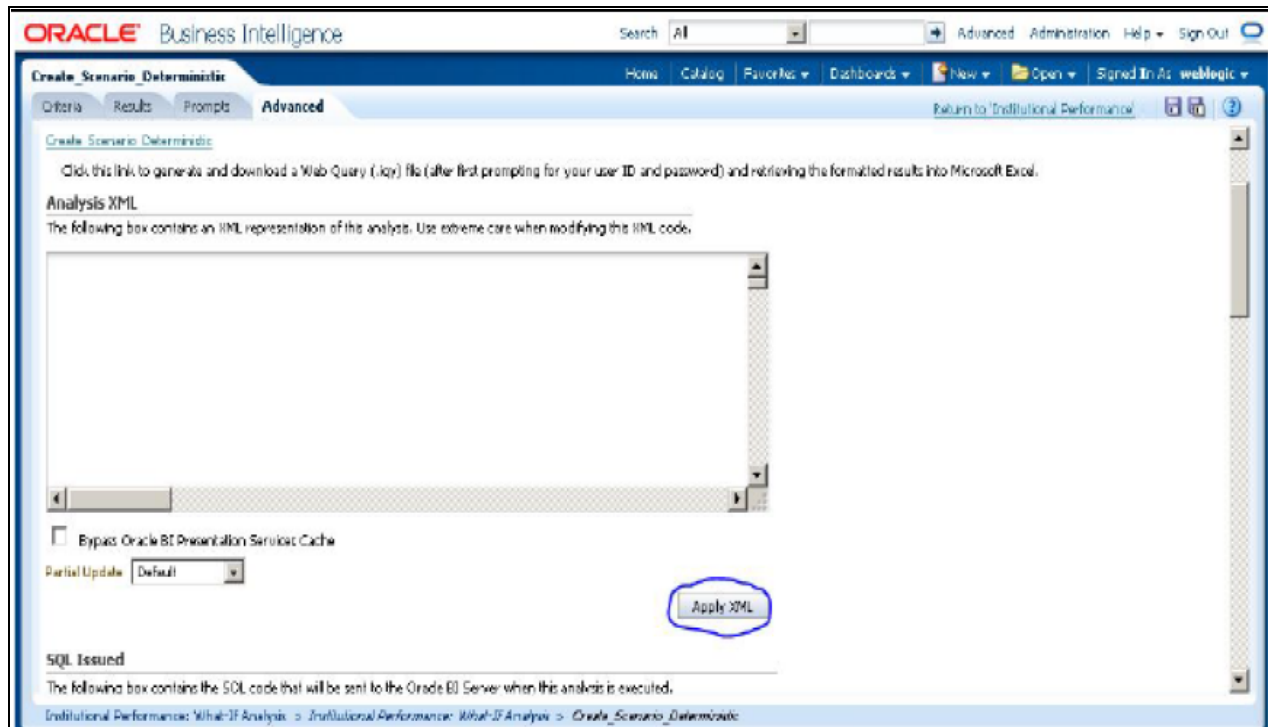 ORACLE Business Intelligence Search All Advanced Administration Help Sign Out
Create_Scenario_Deterministic Home Catalog Favorites Dashboards New Open Signed In As weblogic
Criteria Results Prompts Advanced Return to 'Institutional Performance' ?
Create Scenario Deterministic
Click this link to generate and download a Web Query (.iqy) file (after first prompting for your user ID and password) and retrieving the formatted results into Microsoft Excel.
Analysis XML
The following box contains an XML representation of this analysis. Use extreme care when modifying this XML code.
Bypass Oracle BI Presentation Services Cache
Partial Update Default
Apply XML
SQL Issued
The following box contains the SQL code that will be sent to the Oracle BI Server when this analysis is executed.
Institutional Performance: What-If Analysis > Institutional Performance: What-If Analysis > Create_Scenario_Deterministic